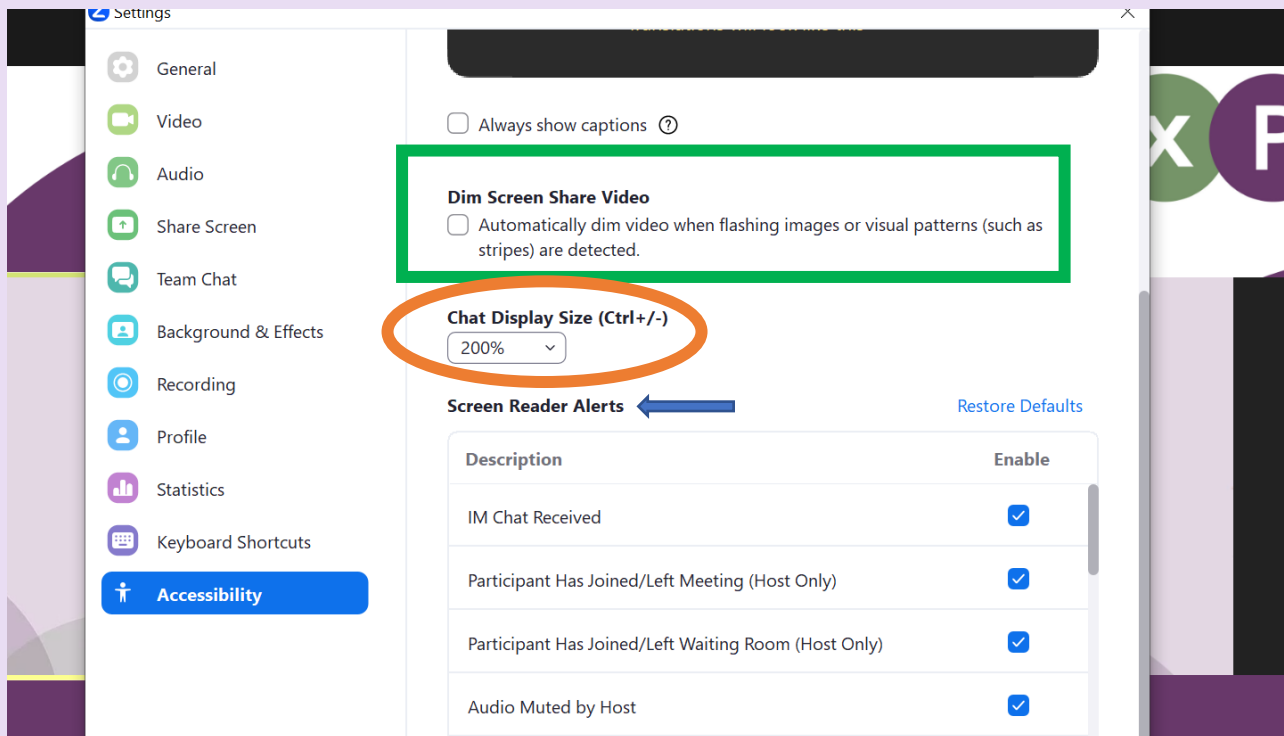 Settings
General
Video
Audio
Share Screen
Team Chat
Background & Effects
Recording
Profile
Statistics
Keyboard Shortcuts
Accessibility
Always show captions
Dim Screen Share Video
Automatically dim video when flashing images or visual patterns (such as
stripes) are detected.
Chat Display Size (Ctrl+/-)
200%
Screen Reader Alerts
Restore Defaults
Description Enable
IM Chat Received
Participant Has Joined/Left Meeting (Host Only)
Participant Has Joined/Left Waiting Room (Host Only)
Audio Muted by Host
x P